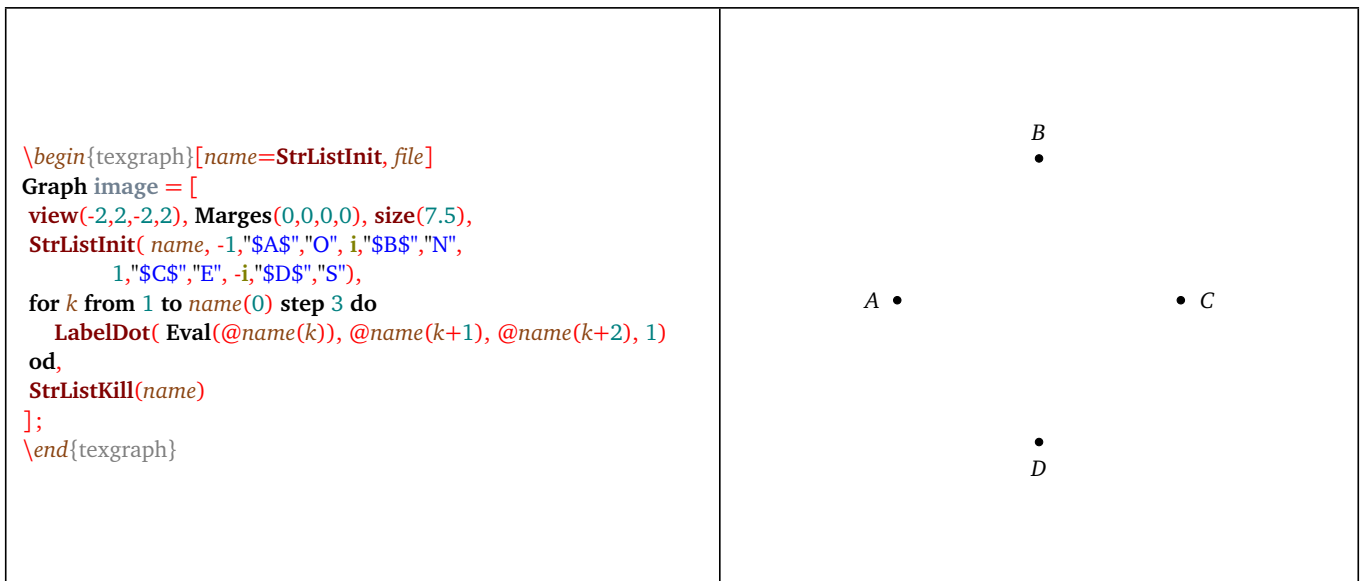 \begin{texgraph}[name=StrListInit, file]
Graph image = [
view(-2,2,-2,2), Marges(0,0,0,0), size(7.5),
StrListInit( name, -1,"$A$","O", i,"$B$","N",
1,"$C$","E", -i,"$D$","S"),
for k from 1 to name(0) step 3 do
LabelDot( Eval(@name(k)), @name(k+1), @name(k+2), 1)
od,
StrListKill(name)
];
\end{texgraph}
B
A
C
D